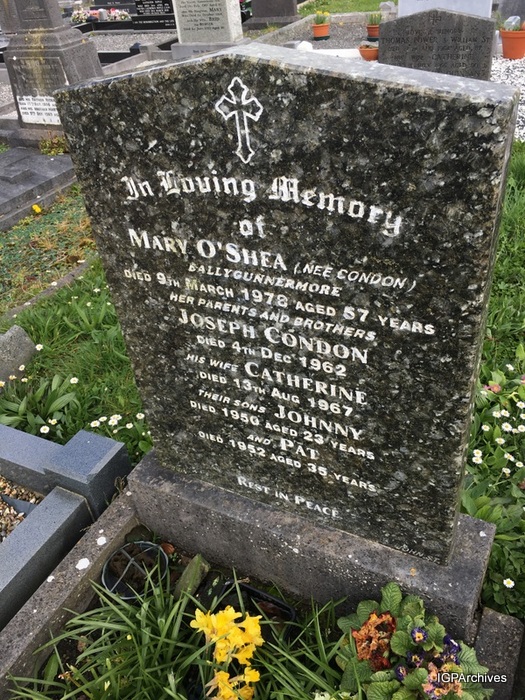 In Loving Memory
of
MARY O'SHEA (NEE CONDON)
BALLYGUNNERMORE
DIED 9TH MARCH 1978 AGED 57 YEARS
HER PARENTS AND BROTHERS
JOSEPH CONDON
DIED 4TH DEC 1962
HIS WIFE CATHERINE
DIED 13TH AUG 1967
THEIR SONS JOHNNY
DIED 1950 AGED 23 YEARS
AND PAT
DIED 1952 AGED 35 YEARS
REST IN PEACE
©IGPArchives